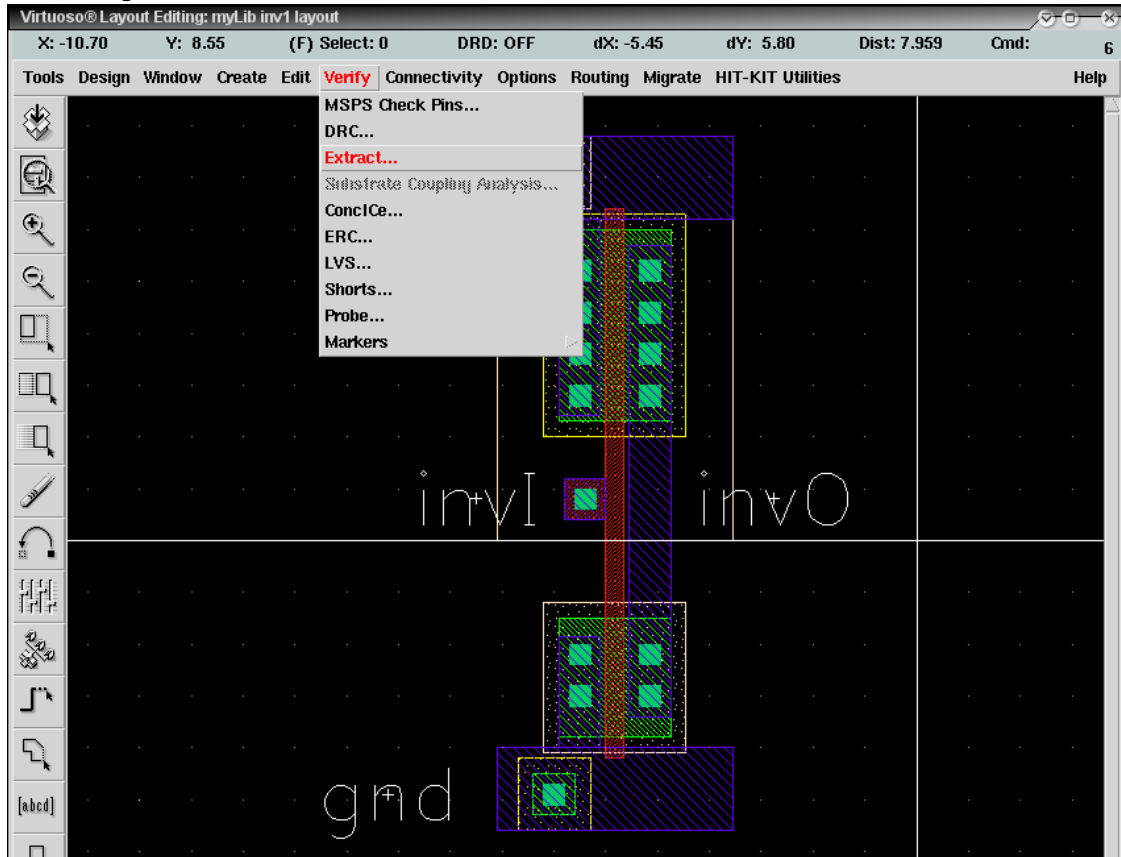 Virtuoso® Layout Editing: myLib inv1 layout
X: -10.70 Y: 8.55 (F) Select: 0 DRD: OFF dX: -5.45 dY: 5.80 Dist: 7.959 Cmd: 6
Tools Design Window Create Edit Verify Connectivity Options Routing Migrate HIT-KIT Utilities Help
MSPS Check Pins...
DRC...
Extract...
Substrate Coupling Analysis...
ConcICe...
ERC...
LVS...
Shorts...
Probe...
Markers
invI invO
gnd
[abcd]